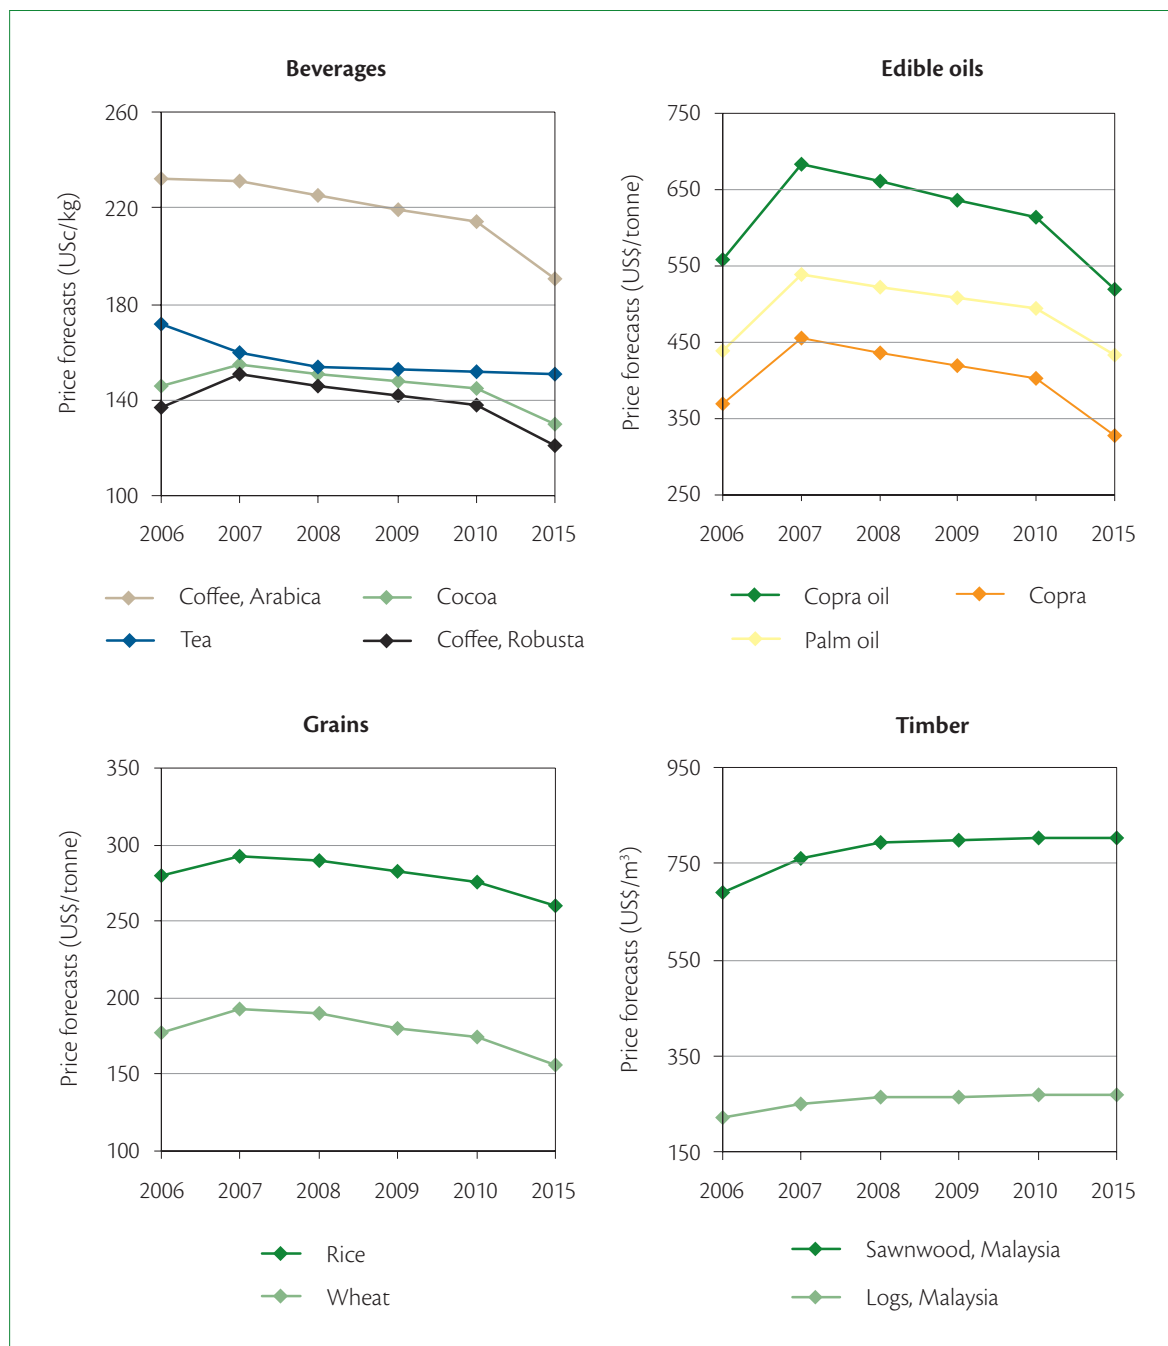 Beverages
Price forecasts (USc/kg)
260
220
180
140
100
2006 2007 2008 2009 2010 2015
Coffee, Arabica
Cocoa
Tea
Coffee, Robusta
Edible oils
Price forecasts (US$/tonne)
750
650
550
450
350
250
2006 2007 2008 2009 2010 2015
Copra oil
Copra
Palm oil
Grains
Price forecasts (US$/tonne)
350
300
250
200
150
100
2006 2007 2008 2009 2010 2015
Rice
Wheat
Timber
Price forecasts (US$/m³)
950
750
550
350
150
2006 2007 2008 2009 2010 2015
Sawnwood, Malaysia
Logs, Malaysia